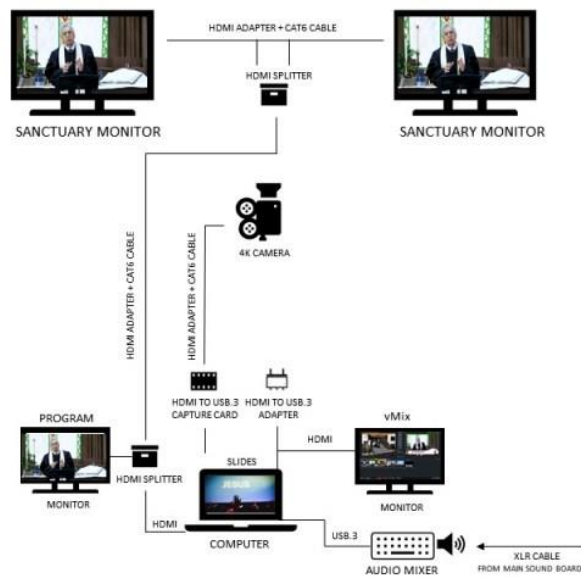 HDMI ADAPTER + CAT6 CABLE
HDMI SPLITTER
SANCTUARY MONITOR
SANCTUARY MONITOR
HDMI ADAPTER + CAT6 CABLE
HDMI ADAPTER + CAT6 CABLE
4K CAMERA
HDMI TO USB.3
CAPTURE CARD
HDMI TO USB.3
ADAPTER
PROGRAM
vMix
HDMI
SLIDES
HDMI SPLITTER
JESUS
MONITOR
MONITOR
HDMI
COMPUTER
USB.3
AUDIO MIXER
XLR CABLE
FROM MAIN SOUND BOARD